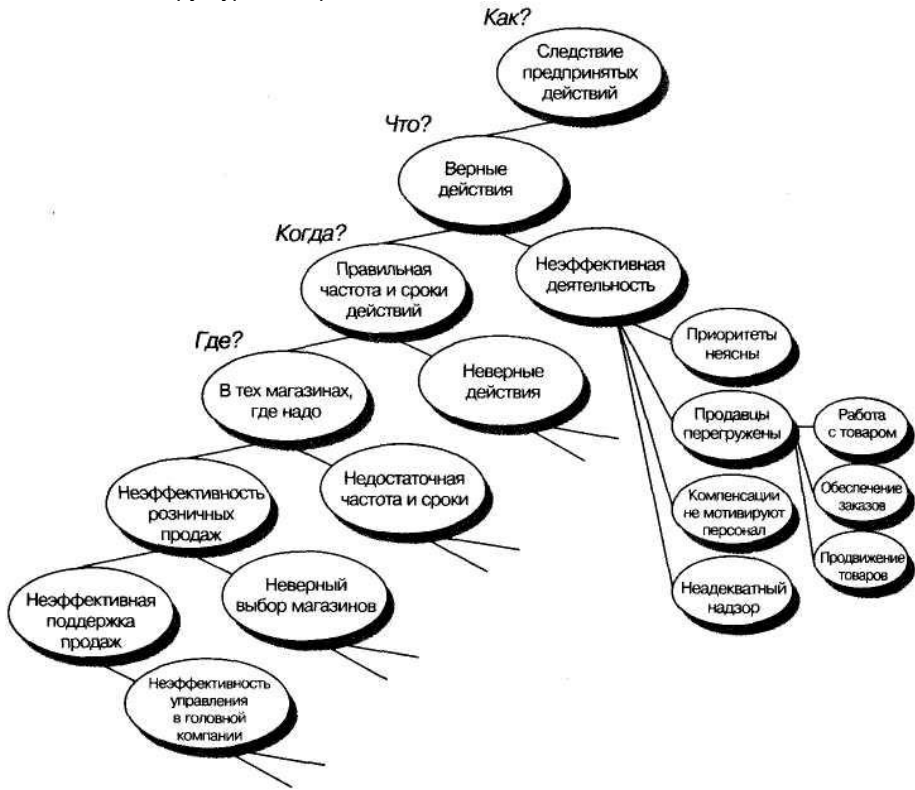 Как?
Следствие
предпринятых
действий
Что?
Верные
действия
Когда?
Правильная
частота и сроки
действий
Неэффективная
деятельность
Где?
В тех магазинах,
где надо
Неверные
действия
Приоритеты
неясны
Продавцы
перегружены
Работа
с товаром
Неэффективность
розничных
продаж
Недостаточная
частота и сроки
Компенсации
не мотивируют
персонал
Обеспечение
заказов
Продвижение
товаров
Неэффективная
поддержка
продаж
Неверный
выбор магазинов
Неадекватный
надзор
Неэффективность
управления
в головной
компании